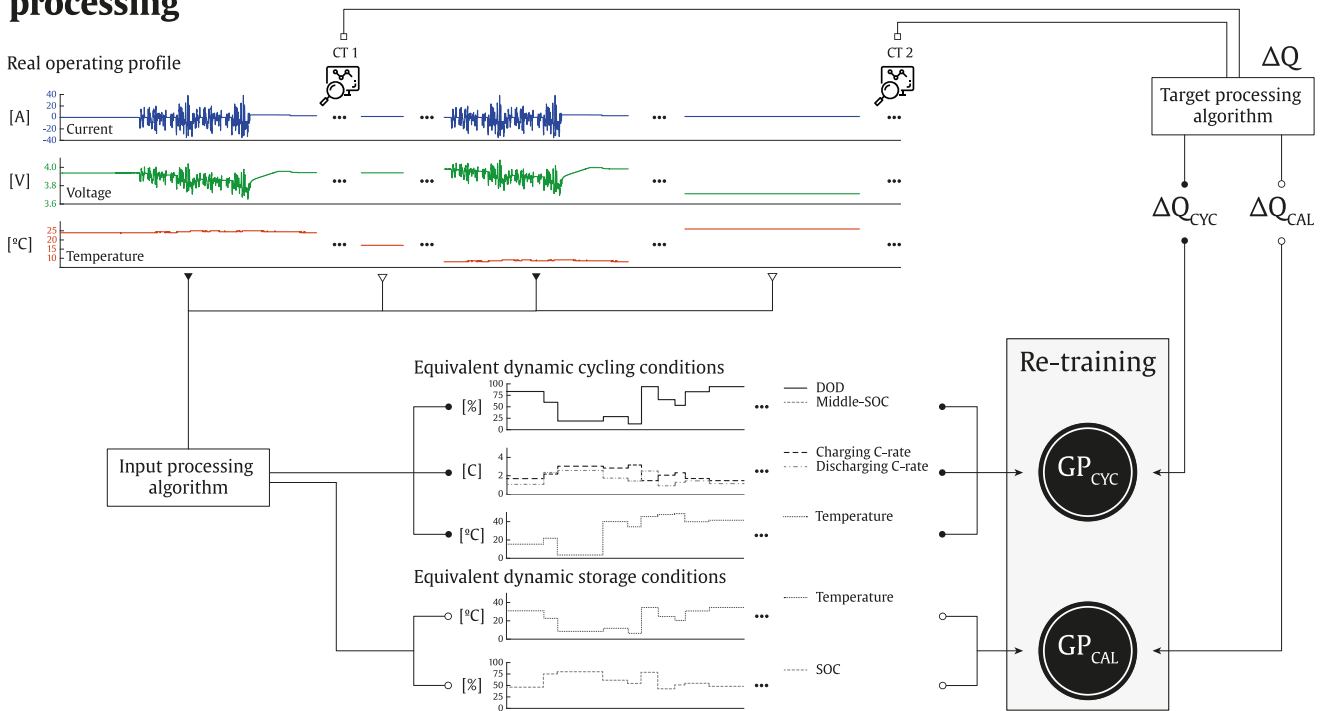 processing
CT 1
CT 2
Real operating profile
ΔQ
Target processing
algorithm
[A]
40
20
0
-20
-40
Current
•••
•••
•••
•••
[V]
4.0
3.8
3.6
Voltage
•••
•••
•••
•••
ΔQCYC
ΔQCAL
[ºC]
25
20
15
10
Temperature
•••
•••
•••
•••
Re-training
Equivalent dynamic cycling conditions
[%]
100
75
50
25
0
•••
DOD
Middle-SOC
Input processing
algorithm
[C]
4
2
0
•••
Charging C-rate
Discharging C-rate
GPCYC
[ºC]
40
20
0
•••
Temperature
Equivalent dynamic storage conditions
[ºC]
40
20
0
•••
Temperature
GPCAL
[%]
100
75
50
25
0
•••
SOC